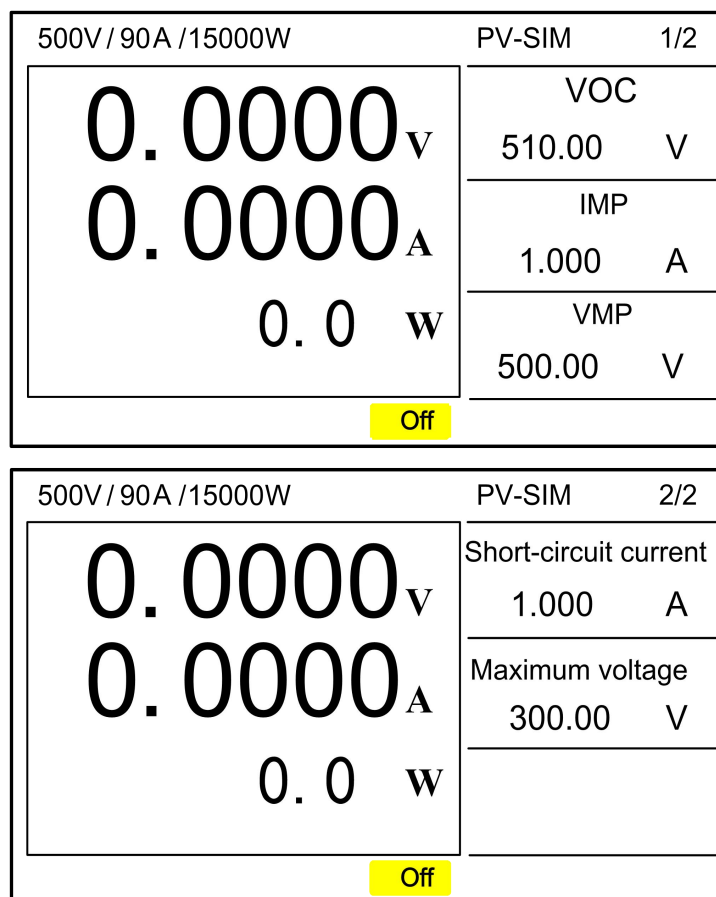 500V / 90A /15000W PV-SIM 1/2
0. 0000 V
0. 0000 A
0. 0 W
Off
VOC
510.00 V
IMP
1.000 A
VMP
500.00 V
500V / 90A /15000W PV-SIM 2/2
0. 0000 V
0. 0000 A
0. 0 W
Off
Short-circuit current
1.000 A
Maximum voltage
300.00 V